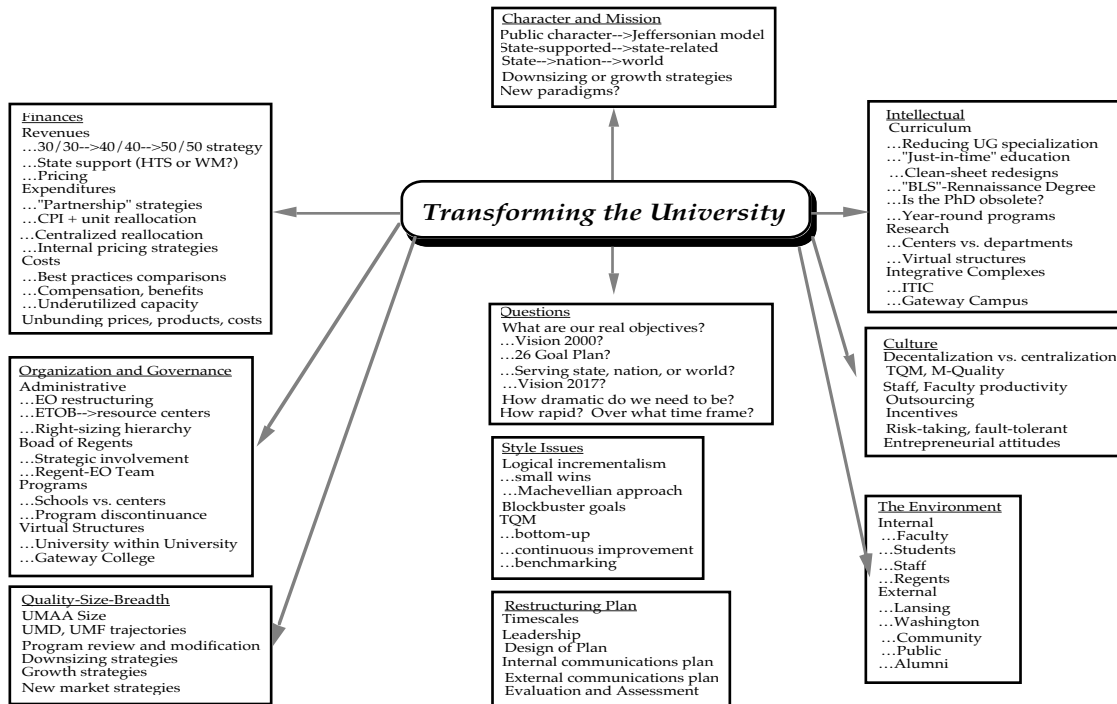 Character and Mission
Public character-->Jeffersonian model
State-supported-->state-related
State-->nation-->world
Downsizing or growth strategies
New paradigms?
Finances
Revenues
…30/30-->40/40-->50/50 strategy
…State support (HTS or WM?)
…Pricing
Expenditures
…"Partnership" strategies
…CPI + unit reallocation
…Centralized reallocation
…Internal pricing strategies
Costs
…Best practices comparisons
…Compensation, benefits
…Underutilized capacity
Unbunding prices, products, costs
Transforming the University
Intellectual
Curriculum
…Reducing UG specialization
…"Just-in-time" education
…Clean-sheet redesigns
…"BLS"-Rennaissance Degree
…Is the PhD obsolete?
…Year-round programs
Research
…Centers vs. departments
…Virtual structures
Integrative Complexes
…ITIC
…Gateway Campus
Questions
What are our real objectives?
…Vision 2000?
…26 Goal Plan?
…Serving state, nation, or world?
…Vision 2017?
How dramatic do we need to be?
How rapid? Over what time frame?
Culture
Decentalization vs. centralization
TQM, M-Quality
Staff, Faculty productivity
Outsourcing
Incentives
Risk-taking, fault-tolerant
Entrepreneurial attitudes
Organization and Governance
Administrative
…EO restructuring
…ETOB-->resource centers
…Right-sizing hierarchy
Boad of Regents
…Strategic involvement
…Regent-EO Team
Programs
…Schools vs. centers
…Program discontinuance
Virtual Structures
…University within University
…Gateway College
Style Issues
Logical incrementalism
…small wins
…Machevellian approach
Blockbuster goals
TQM
…bottom-up
…continuous improvement
…benchmarking
The Environment
Internal
…Faculty
…Students
…Staff
…Regents
External
…Lansing
…Washington
…Community
…Public
…Alumni
Quality-Size-Breadth
UMAA Size
UMD, UMF trajectories
Program review and modification
Downsizing strategies
Growth strategies
New market strategies
Restructuring Plan
Timescales
Leadership
Design of Plan
Internal communications plan
External communications plan
Evaluation and Assessment